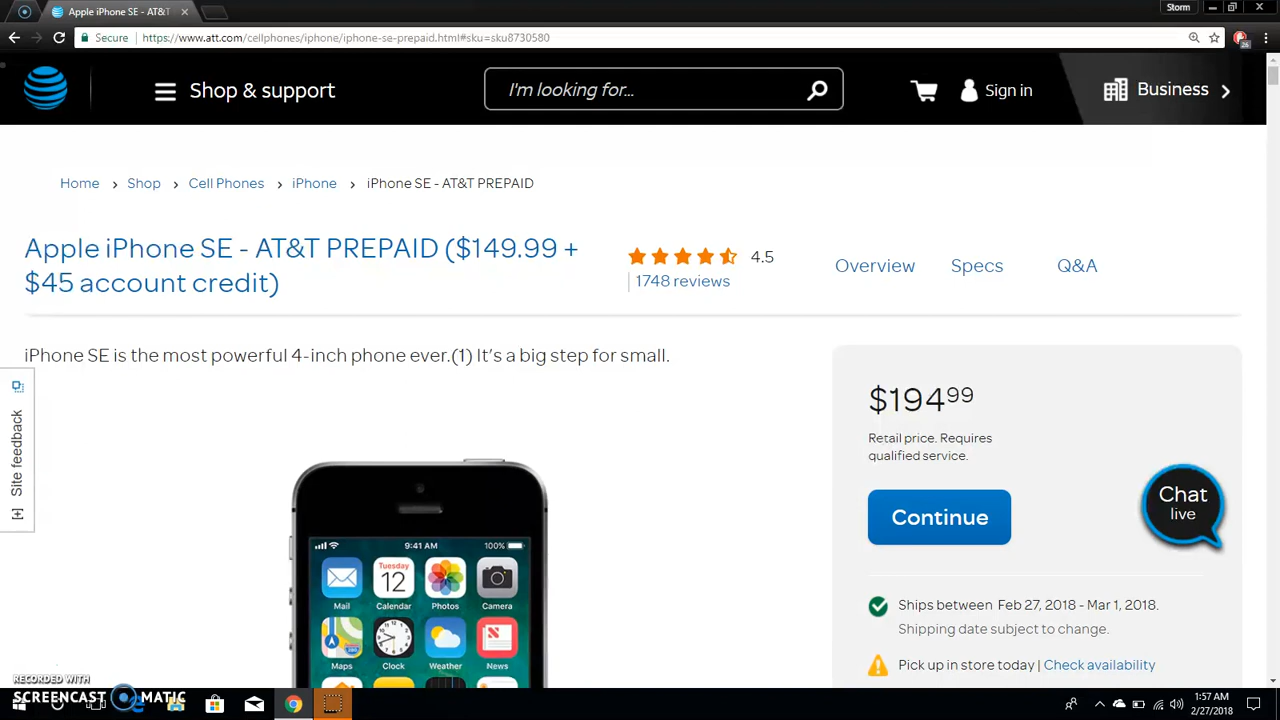 Apple iPhone SE - AT&T
Storm
Secure https://www.att.com/cellphones/iphone/iphone-se-prepaid.html#sku=sku8730580
Shop & support
I'm looking for...
Sign in
Business
Home > Shop > Cell Phones > iPhone > iPhone SE - AT&T PREPAID
Apple iPhone SE - AT&T PREPAID ($149.99 +
$45 account credit)
4.5
1748 reviews
Overview Specs Q&A
iPhone SE is the most powerful 4-inch phone ever.(1) It's a big step for small.
$194.99
Retail price. Requires
qualified service.
Continue
Chat
live
Ships between Feb 27, 2018 - Mar 1, 2018.
Shipping date subject to change.
Pick up in store today | Check availability
[+] Site feedback
9:41 AM 100%
Tuesday
12
Mail Calendar Photos Camera
Maps Clock Weather News
RECORDED WITH
SCREENCAST MATIC
1:57 AM
2/27/2018